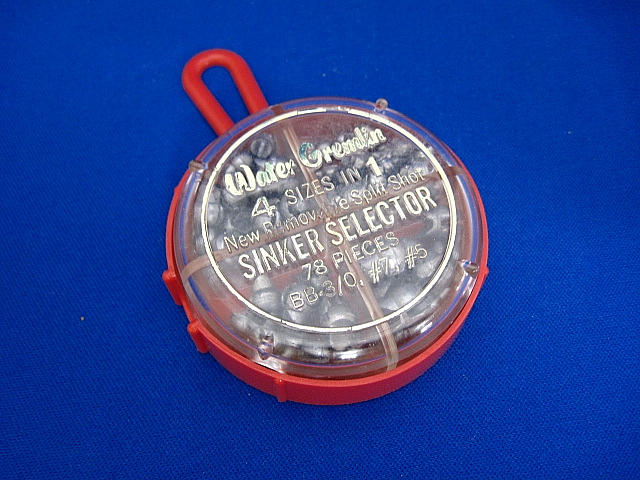 Water Gremlin
4 SIZES IN 1
New Removable Split Shot
SINKER SELECTOR
78 PIECES
BB-3/0, #7, #5